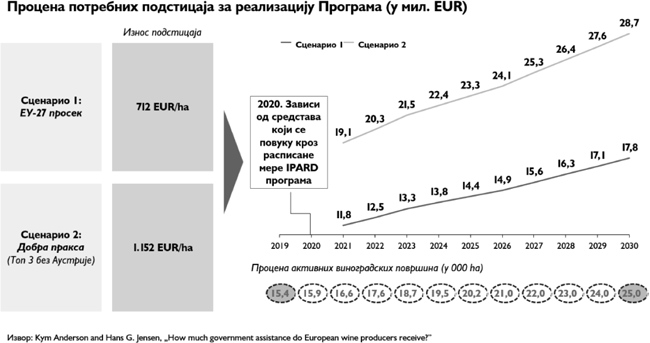 Процена потребних подстицаја за реализацију Програма (у мил. EUR)
Износ подстицаја
Сценарио 1:
ЕУ-27 просек
712 EUR/ha
Сценарио 2:
Добра пракса
(Топ 3 без Аустрије)
1.152 EUR/ha
Сценарио 1
Сценарио 2
2020. Зависи
од средстава
који се
повуку кроз
расписане
мере IPARD
програма
19,1 20,3 21,5 22,4 23,3 24,1 25,3 26,4 27,6 28,7
11,8 12,5 13,3 13,8 14,4 14,9 15,6 16,3 17,1 17,8
2019 2020 2021 2022 2023 2024 2025 2026 2027 2028 2029 2030
Процена активних виноградских површина (у 000 ha)
15,4 15,9 16,6 17,6 18,7 19,5 20,2 21,0 22,0 23,0 24,0 25,0
Извор: Kym Anderson and Hans G. Jensen, „How much government assistance do European wine producers receive?“